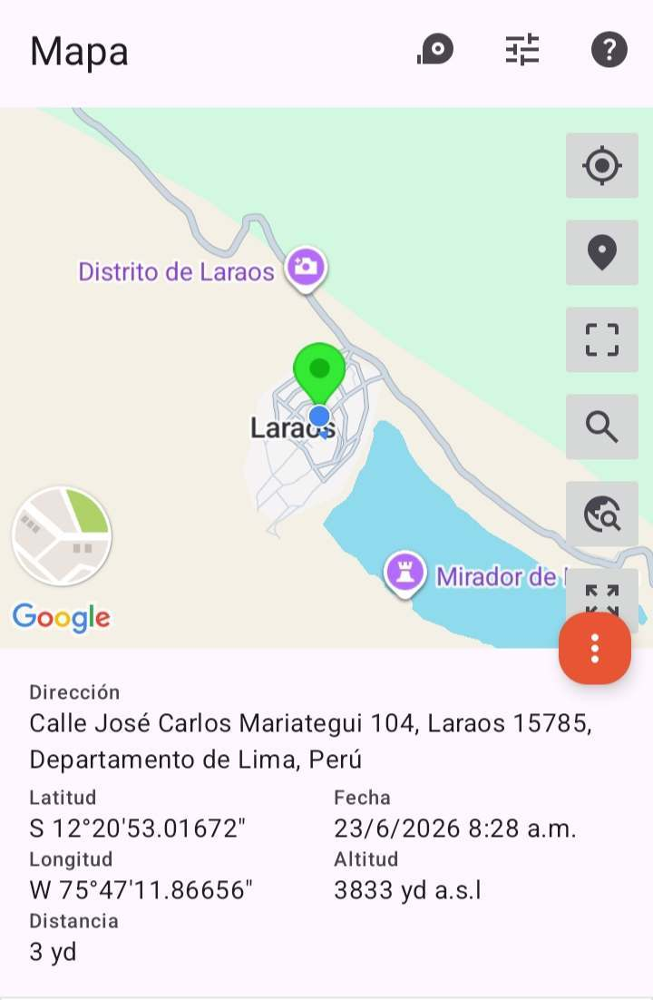 Mapa
Distrito de Laraos
Laraos
Mirador de
Google
Dirección
Calle José Carlos Mariategui 104, Laraos 15785,
Departamento de Lima, Perú
Latitud
Fecha
S 12°20'53.01672"
23/6/2026 8:28 a.m.
Longitud
Altitud
W 75°47'11.86656"
3833 yd a.s.l
Distancia
3 yd